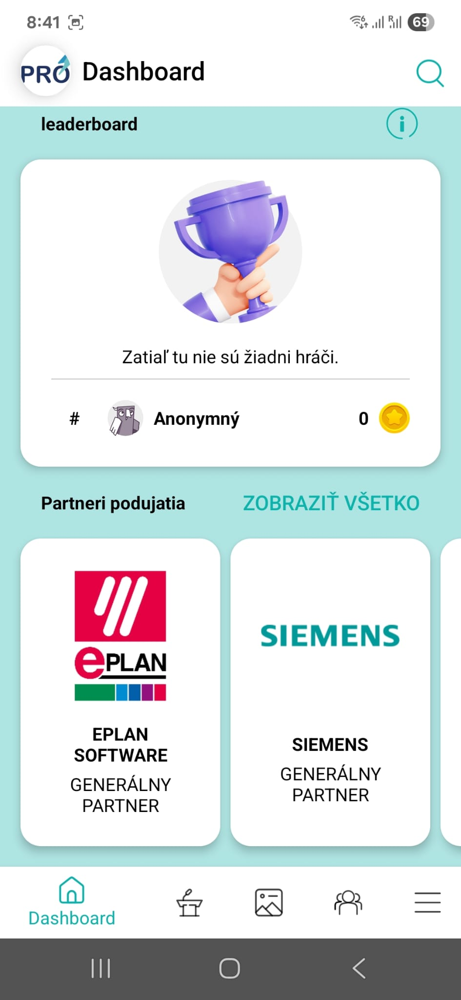 8:41
6
R
69
PRO
Dashboard
leaderboard
Zatiaľ tu nie sú žiadni hráči.
# Anonymný 0
Partneri podujatia ZOBRAZIŤ VŠETKO
ePLAN
EPLAN
SOFTWARE
GENERÁLNY
PARTNER
SIEMENS
SIEMENS
GENERÁLNY
PARTNER
Dashboard